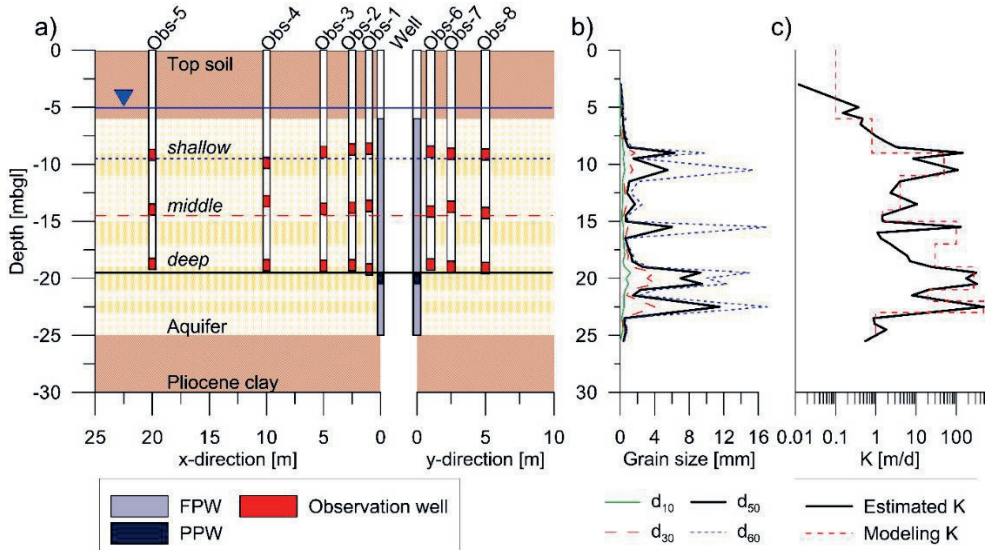 a)
Obs-5
Obs-4
Obs-3
Obs-2
Obs-1
Well
Obs-6
Obs-7
Obs-8
b)
c)
Depth [mbgl]
0
-5
-10
-15
-20
-25
-30
Top soil
shallow
middle
deep
Aquifer
Pliocene clay
25 20 15 10 5 0
x-direction [m]
0 5 10
y-direction [m]
0
-5
-10
-15
-20
-25
-30
0 4 8 12 16
Grain size [mm]
0
-5
-10
-15
-20
-25
-30
0.01 1 100
K [m/d]
FPW
PPW
Observation well
d10
d30
d50
d60
Estimated K
Modeling K